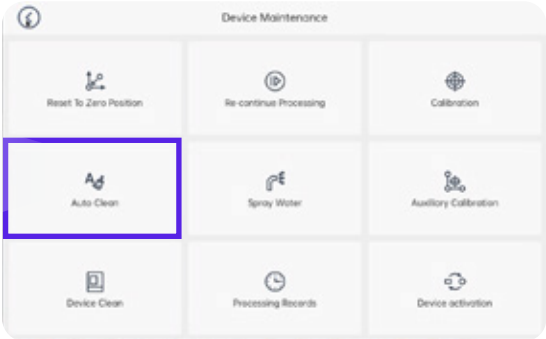 Device Maintenance
Reset To Zero Position
Re-continue Processing
Calibration
Auto Clean
Spray Water
Auxiliary Calibration
Device Clean
Processing Records
Device activation